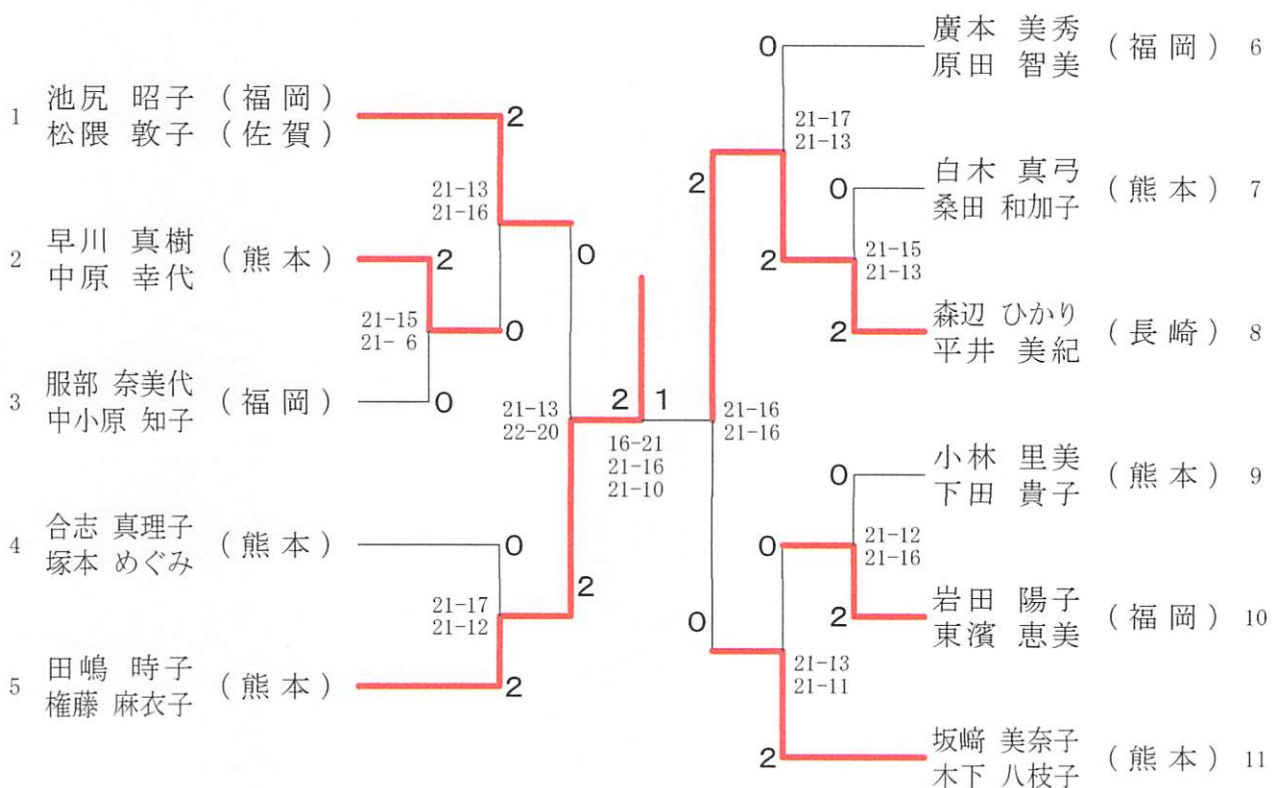 1 池尻 昭子 (福岡)
松隈 敦子 (佐賀)
2
21-13
21-16
0
2 早川 真樹
中原 幸代 (熊本)
2
21-15
21- 6
0
3 服部 奈美代
中小原 知子 (福岡)
0
21-13
22-20
4 合志 真理子
塚本 めぐみ (熊本)
0
21-17
21-12
2
5 田嶋 時子
権藤 麻衣子 (熊本)
2
2 1
16-21
21-16
21-10
0
廣本 美秀
原田 智美 (福岡) 6
21-17
21-13
2
0
白木 真弓
桑田 和加子 (熊本) 7
2
21-15
21-13
2
森辺 ひかり
平井 美紀 (長崎) 8
21-16
21-16
0
小林 里美
下田 貴子 (熊本) 9
0
21-12
21-16
2
岩田 陽子
東濱 恵美 (福岡) 10
0
21-13
21-11
2
坂﨑 美奈子
木下 八枝子 (熊本) 11